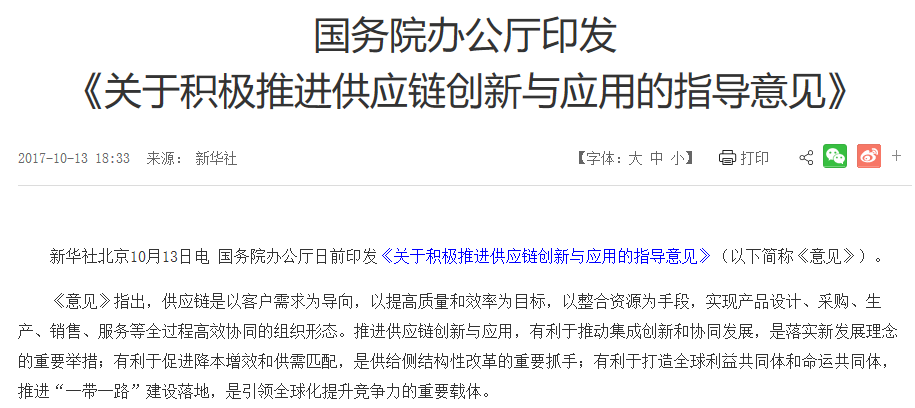 国务院办公厅印发
《关于积极推进供应链创新与应用的指导意见》
2017-10-13 18:33 来源： 新华社 【字体：大 中 小】 打印
新华社北京10月13日电 国务院办公厅日前印发《关于积极推进供应链创新与应用的指导意见》（以下简称《意见》）。
《意见》指出，供应链是以客户需求为导向，以提高质量和效率为目标，以整合资源为手段，实现产品设计、采购、生
产、销售、服务等全过程高效协同的组织形态。推进供应链创新与应用，有利于推动集成创新和协同发展，是落实新发展理念
的重要举措；有利于促进降本增效和供需匹配，是供给侧结构性改革的重要抓手；有利于打造全球利益共同体和命运共同体，
推进“一带一路”建设落地，是引领全球化提升竞争力的重要载体。